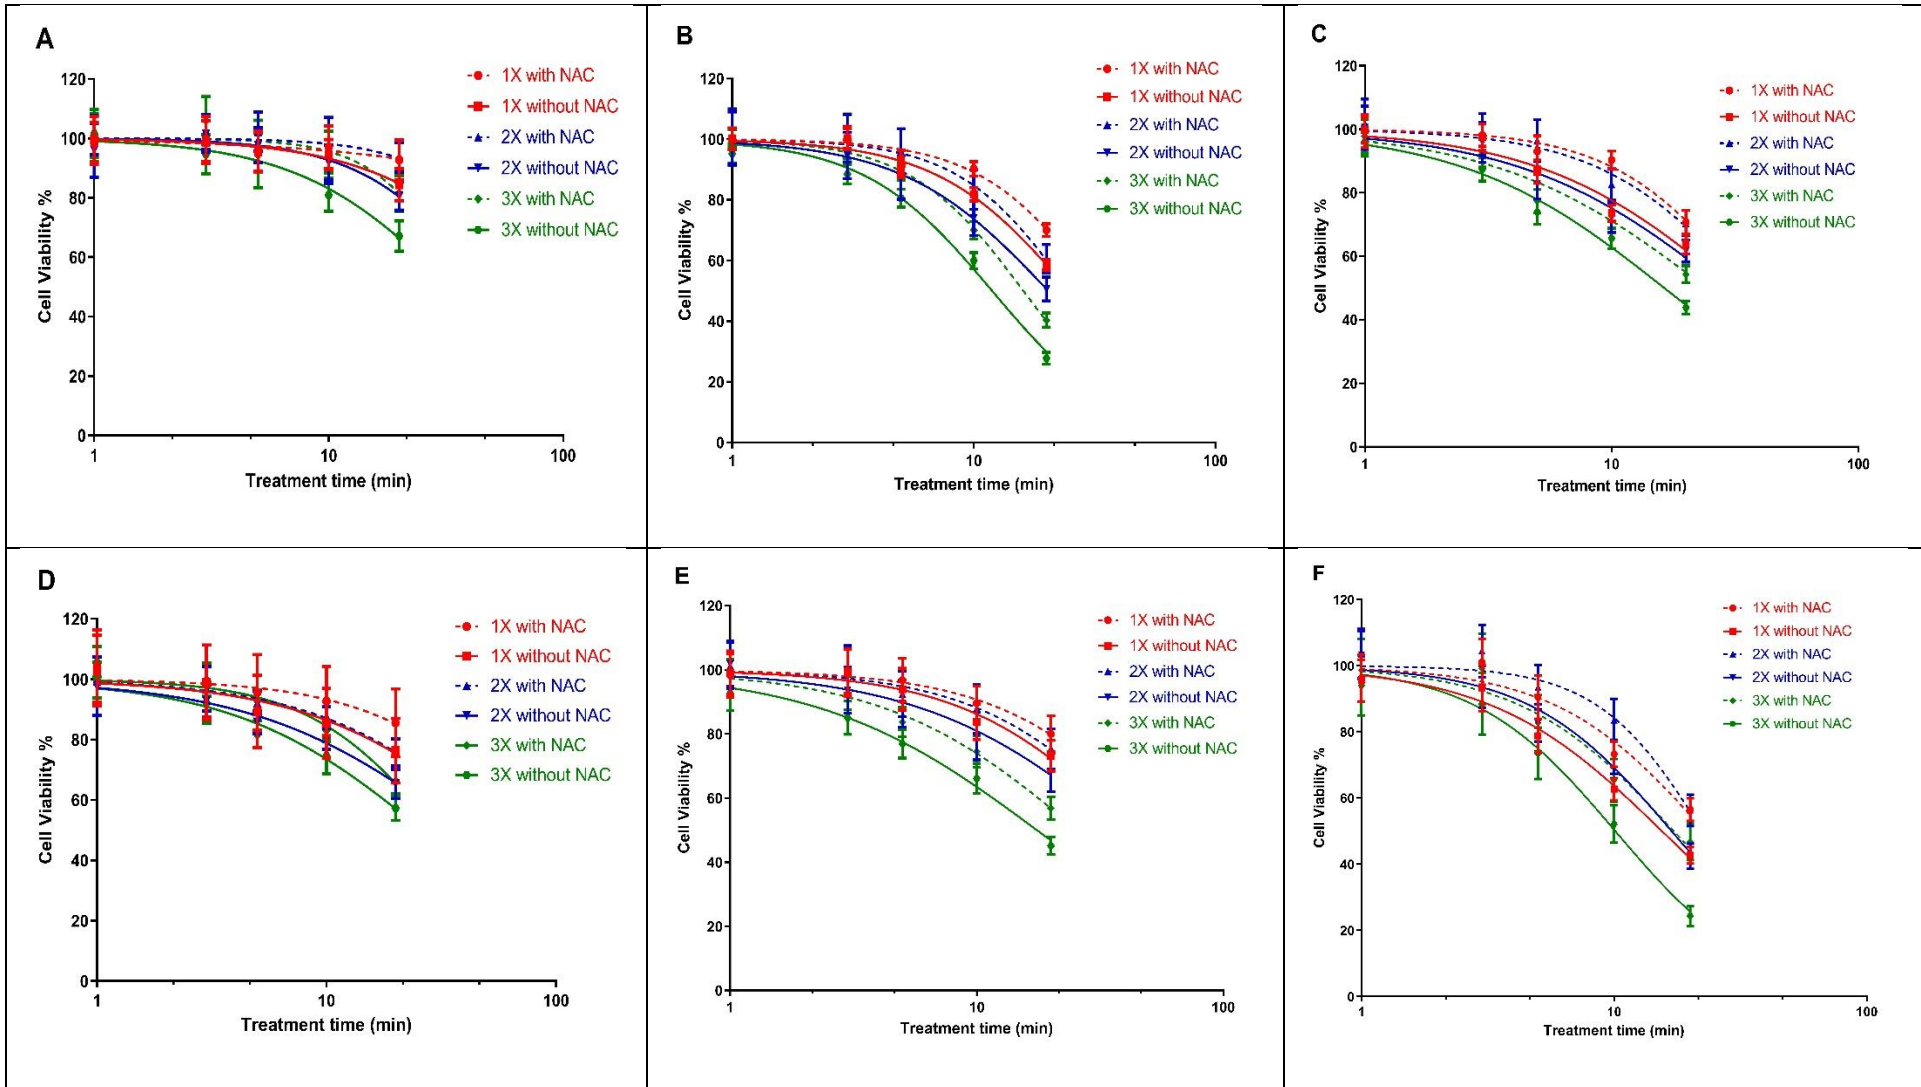 A
1X with NAC
1X without NAC
2X with NAC
2X without NAC
3X with NAC
3X without NAC
120
100
80
60
40
20
0
Cell Viability %
1
10
100
Treatment time (min)
B
1X with NAC
1X without NAC
2X with NAC
2X without NAC
3X with NAC
3X without NAC
120
100
80
60
40
20
0
Cell Viability %
1
10
100
Treatment time (min)
C
1X with NAC
1X without NAC
2X with NAC
2X without NAC
3X with NAC
3X without NAC
120
100
80
60
40
20
0
Cell Viability %
1
10
100
Treatment time (min)
D
1X with NAC
1X without NAC
2X with NAC
2X without NAC
3X with NAC
3X without NAC
120
100
80
60
40
20
0
Cell Viability %
1
10
100
Treatment time (min)
E
1X with NAC
1X without NAC
2X with NAC
2X without NAC
3X with NAC
3X without NAC
120
100
80
60
40
20
0
Cell Viability %
1
10
100
Treatment time (min)
F
1X with NAC
1X without NAC
2X with NAC
2X without NAC
3X with NAC
3X without NAC
120
100
80
60
40
20
0
Cell Viability %
1
10
100
Treatment time (min)